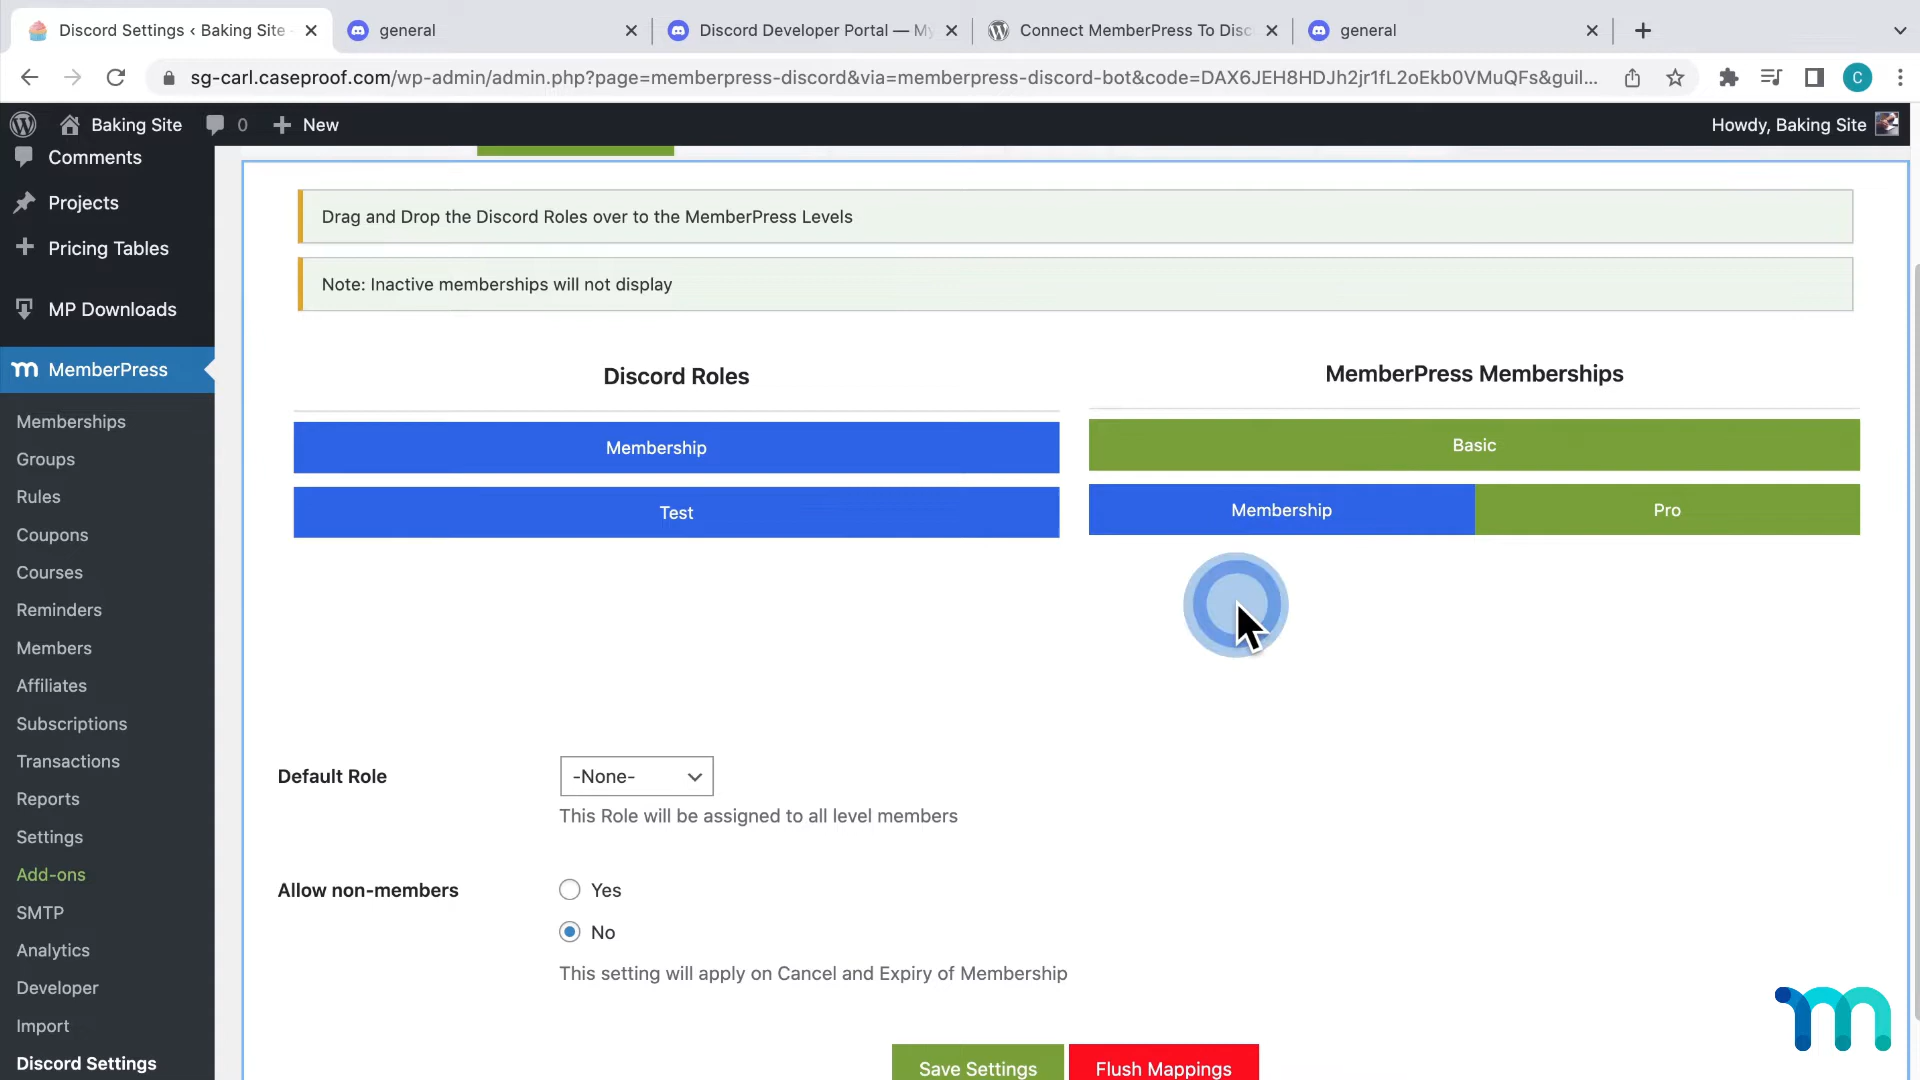 Discord Settings ‹ Baking Site -
general
Discord Developer Portal — My
Connect MemberPress To Disc
general
sg-carl.caseproof.com/wp-admin/admin.php?page=memberpress-discord&via=memberpress-discord-bot&code=DAX6JEH8HDJh2jr1fL2oEkb0VMuQFs&guil...
C
Baking Site
0
New
Howdy, Baking Site
Comments
Projects
Pricing Tables
MP Downloads
MemberPress
Memberships
Groups
Rules
Coupons
Courses
Reminders
Members
Affiliates
Subscriptions
Transactions
Reports
Settings
Add-ons
SMTP
Analytics
Developer
Import
Discord Settings
Drag and Drop the Discord Roles over to the MemberPress Levels
Note: Inactive memberships will not display
Discord Roles
MemberPress Memberships
Membership
Basic
Test
Membership
Pro
Default Role
-None-
This Role will be assigned to all level members
Allow non-members
Yes
No
This setting will apply on Cancel and Expiry of Membership
Save Settings
Flush Mappings
m